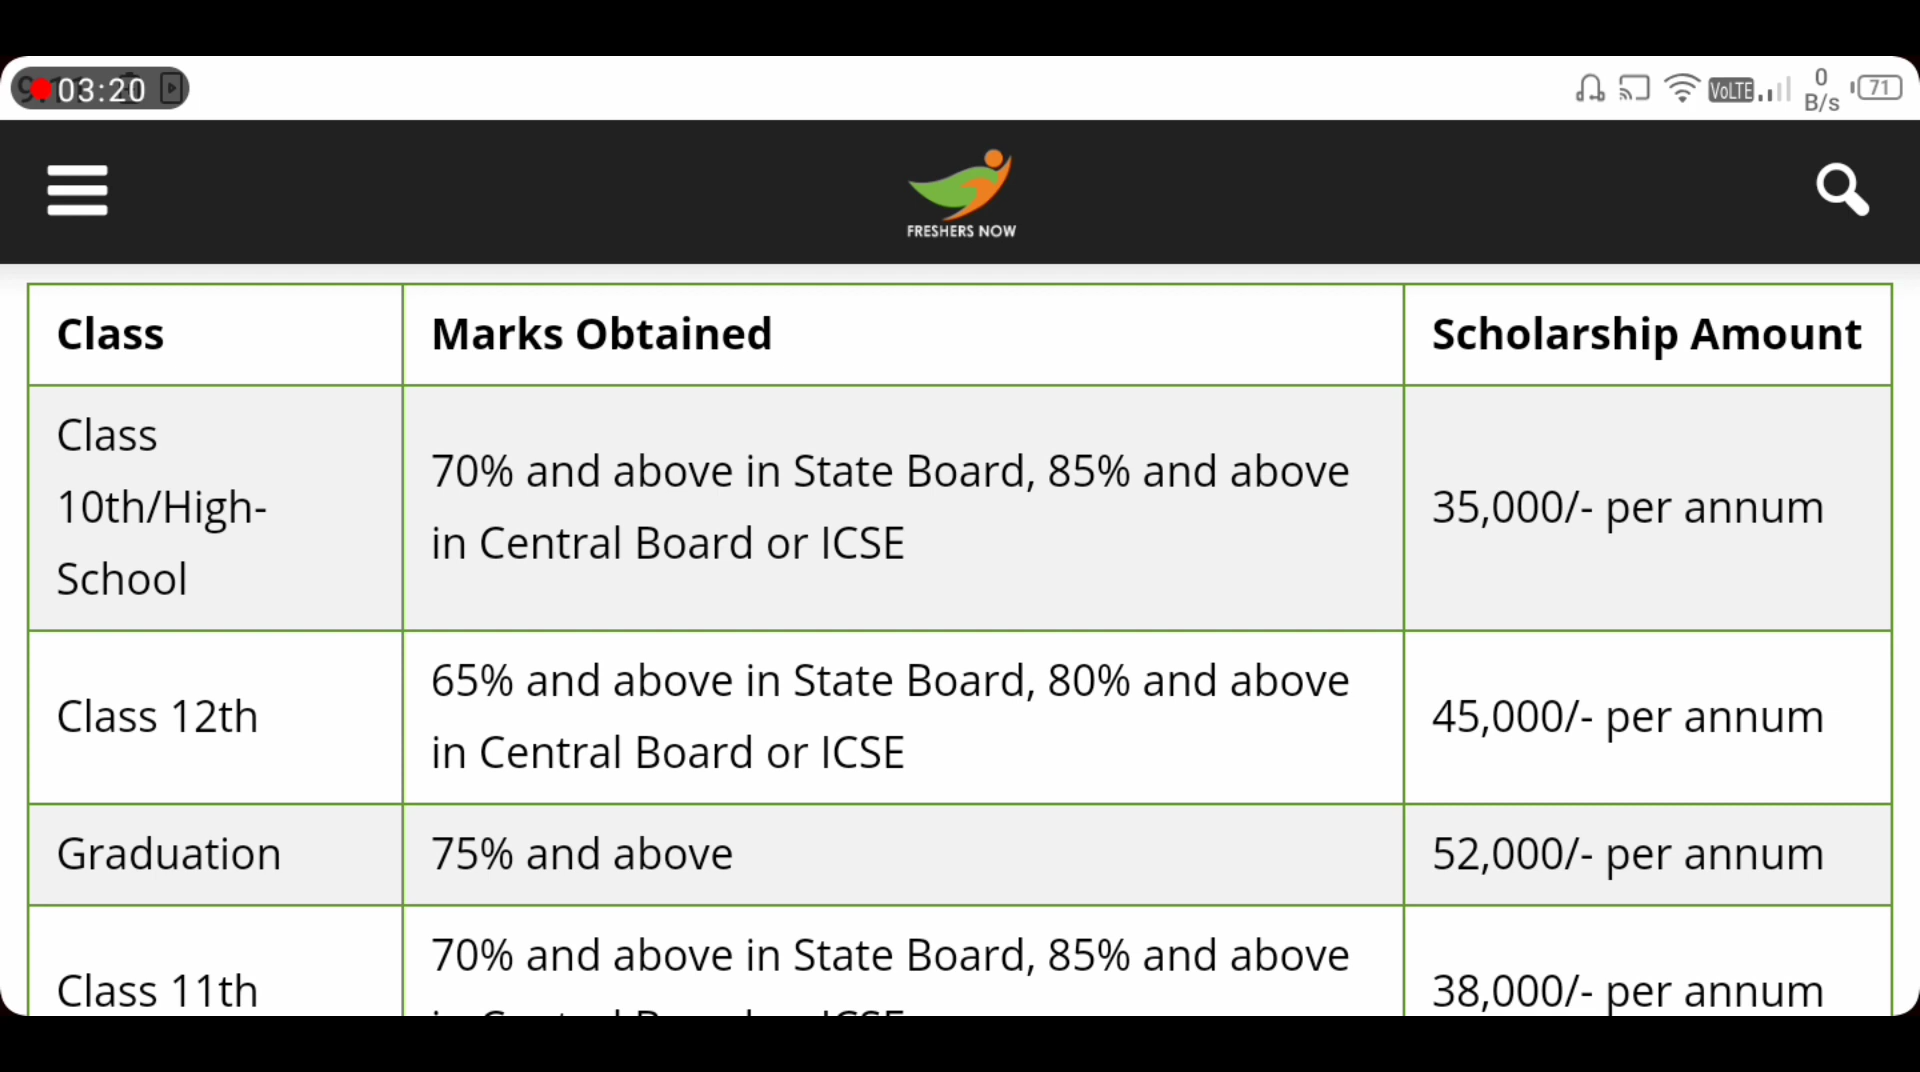 03:20
VoLTE
0
B/s
71
FRESHERS NOW
Class
Marks Obtained
Scholarship Amount
Class
10th/High-
School
70% and above in State Board, 85% and above
in Central Board or ICSE
35,000/- per annum
Class 12th
65% and above in State Board, 80% and above
in Central Board or ICSE
45,000/- per annum
Graduation
75% and above
52,000/- per annum
Class 11th
70% and above in State Board, 85% and above
38,000/- per annum